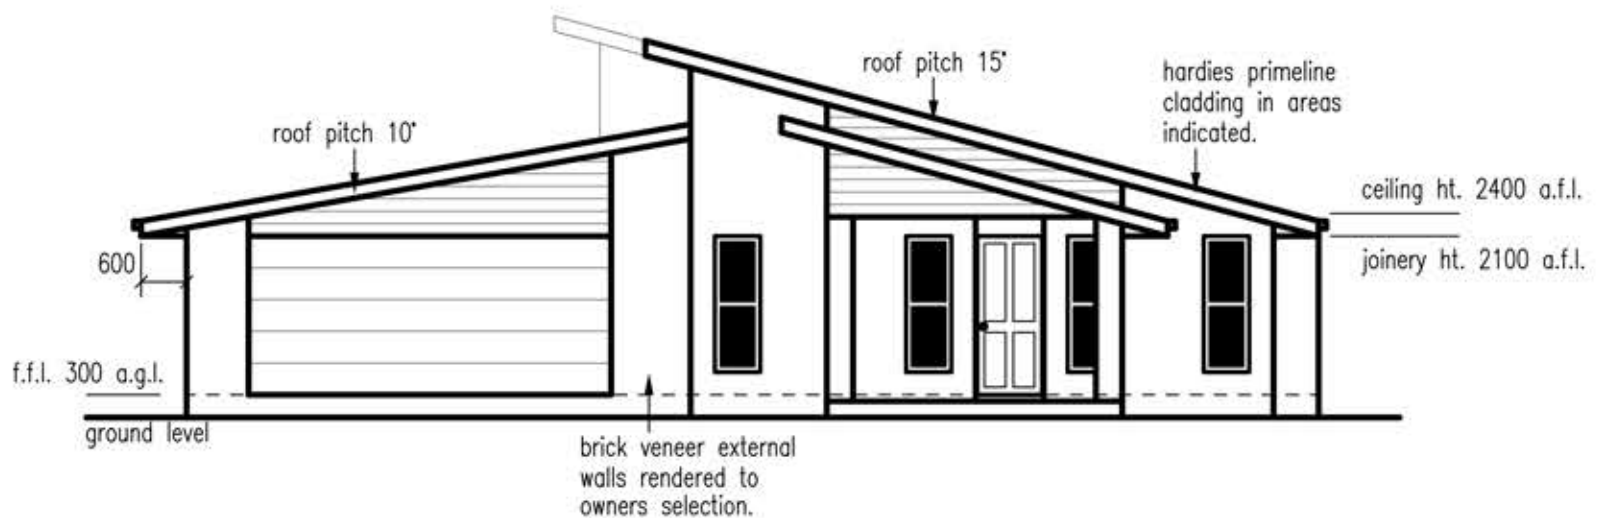 roof pitch 10°
roof pitch 15°
hardies primeline
cladding in areas
indicated.
ceiling ht. 2400 a.f.l.
joinery ht. 2100 a.f.l.
600
f.f.l. 300 a.g.l.
ground level
brick veneer external
walls rendered to
owners selection.